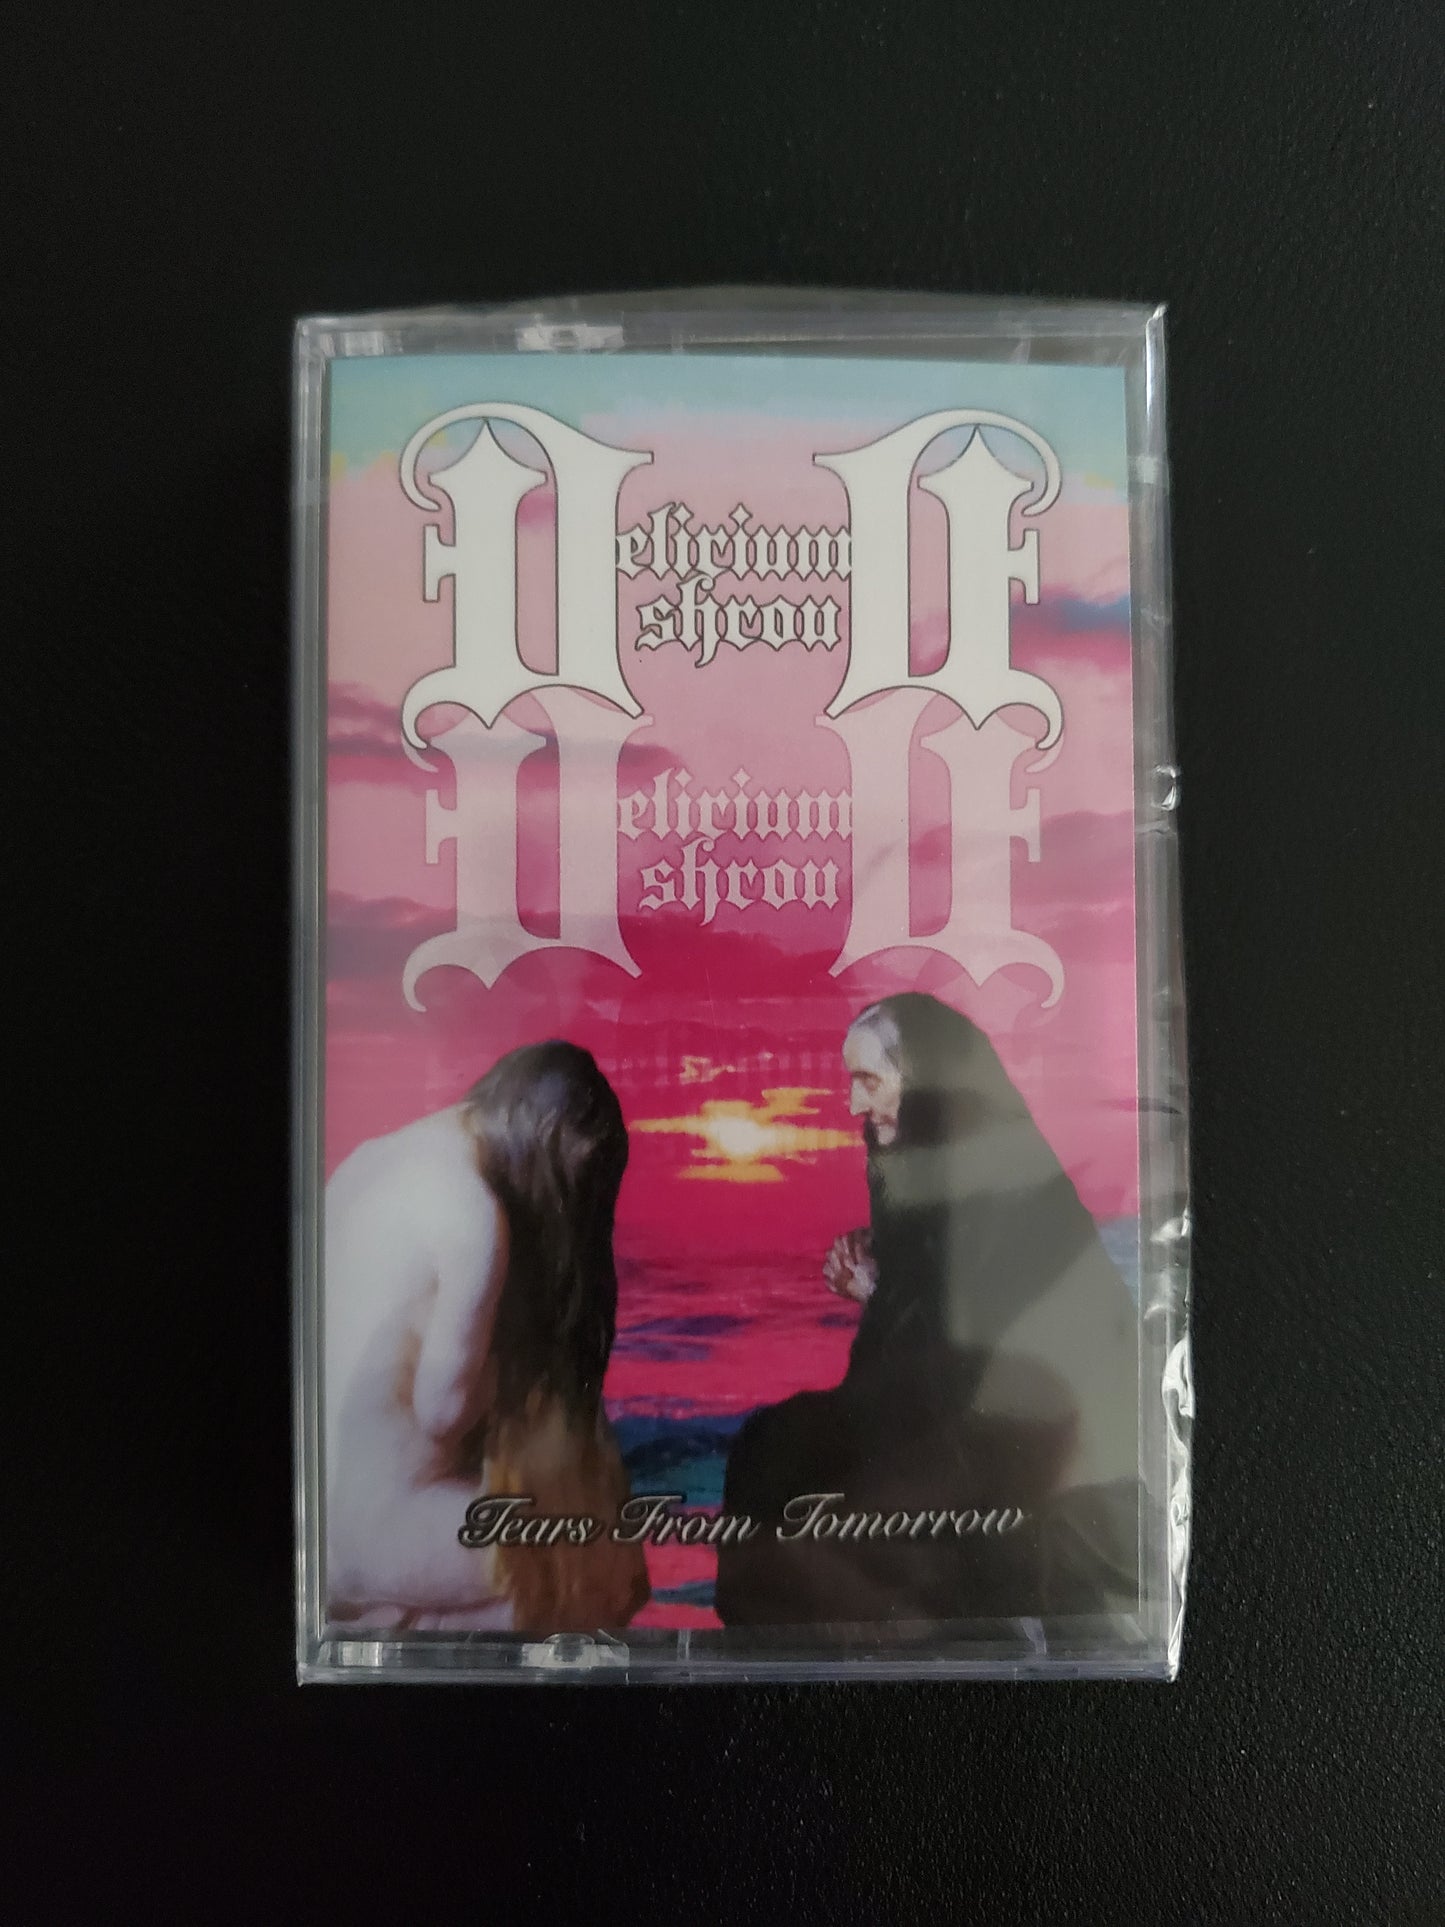 Delirium
shrouD
Delirium
shrouD
Tears From Tomorrow